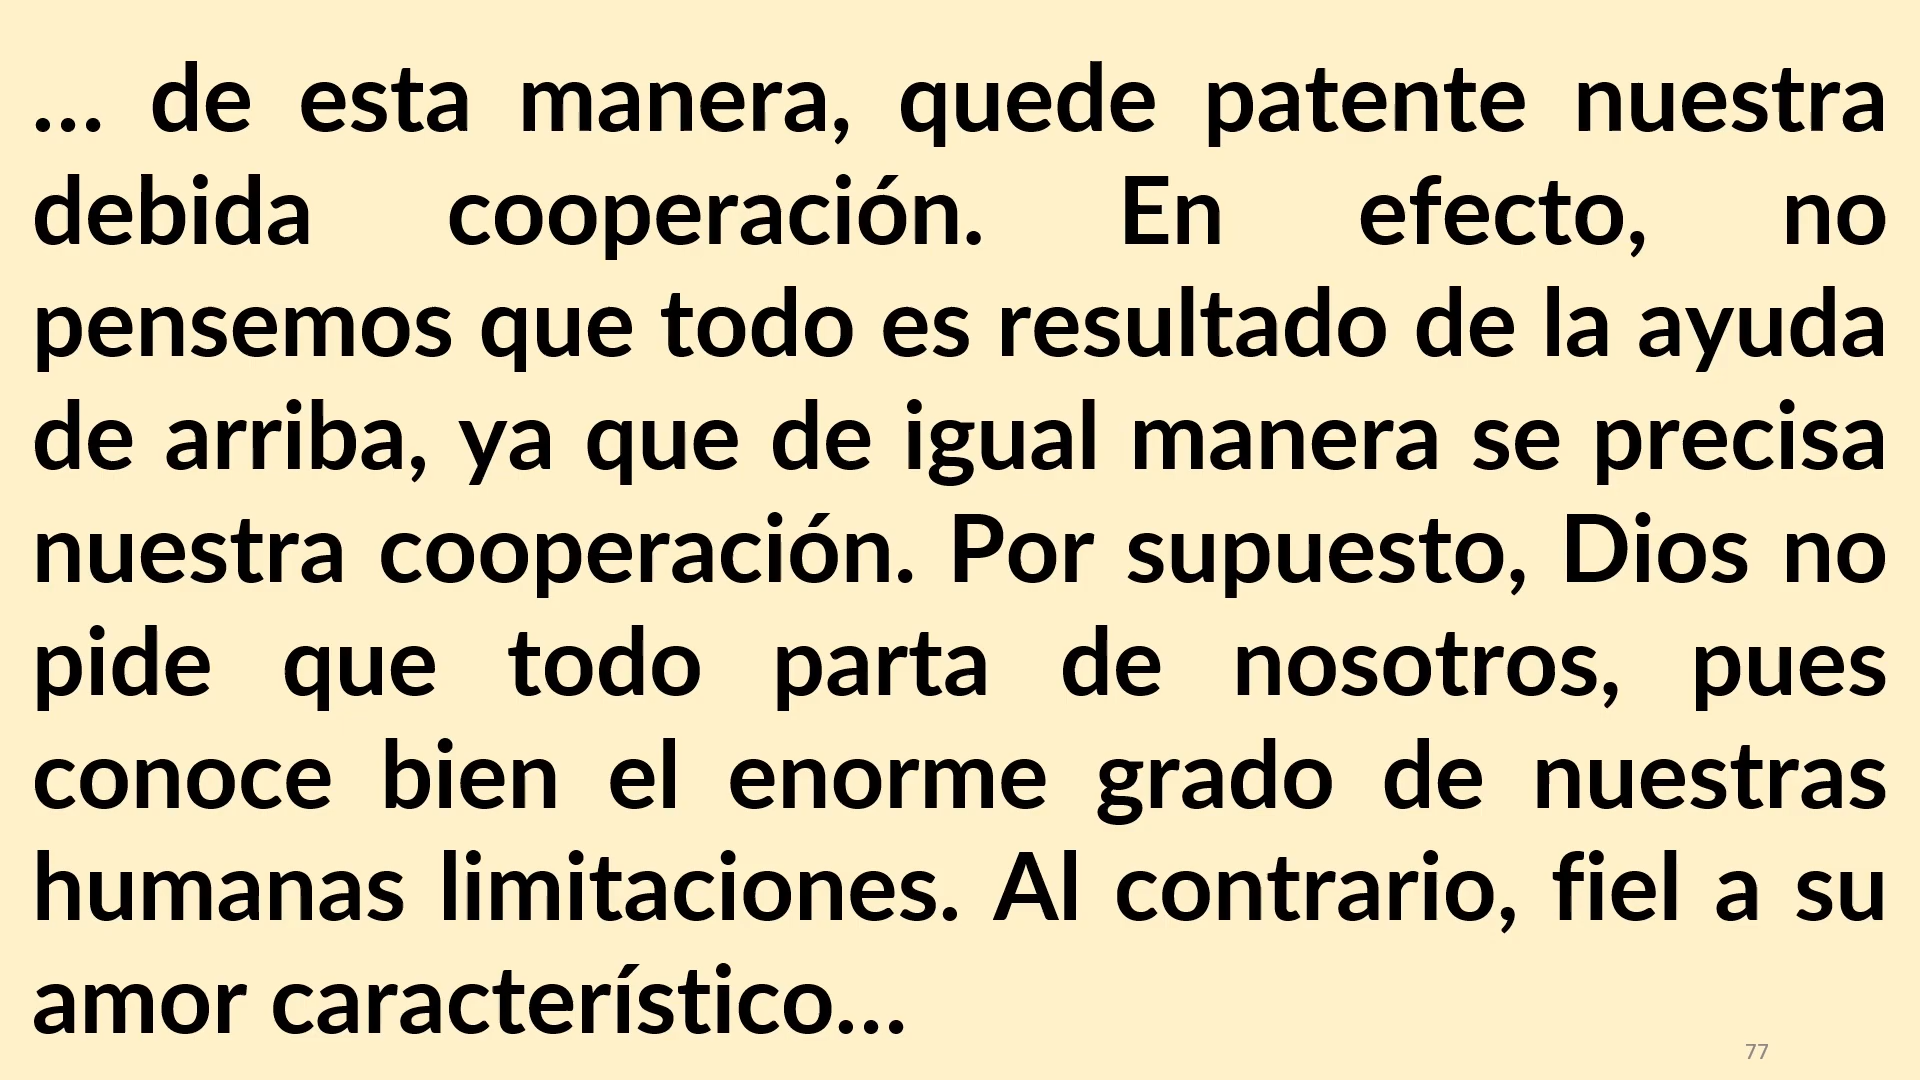 … de esta manera, quede patente nuestra
debida cooperación. En efecto, no
pensemos que todo es resultado de la ayuda
de arriba, ya que de igual manera se precisa
nuestra cooperación. Por supuesto, Dios no
pide que todo parta de nosotros, pues
conoce bien el enorme grado de nuestras
humanas limitaciones. Al contrario, fiel a su
amor característico…
77